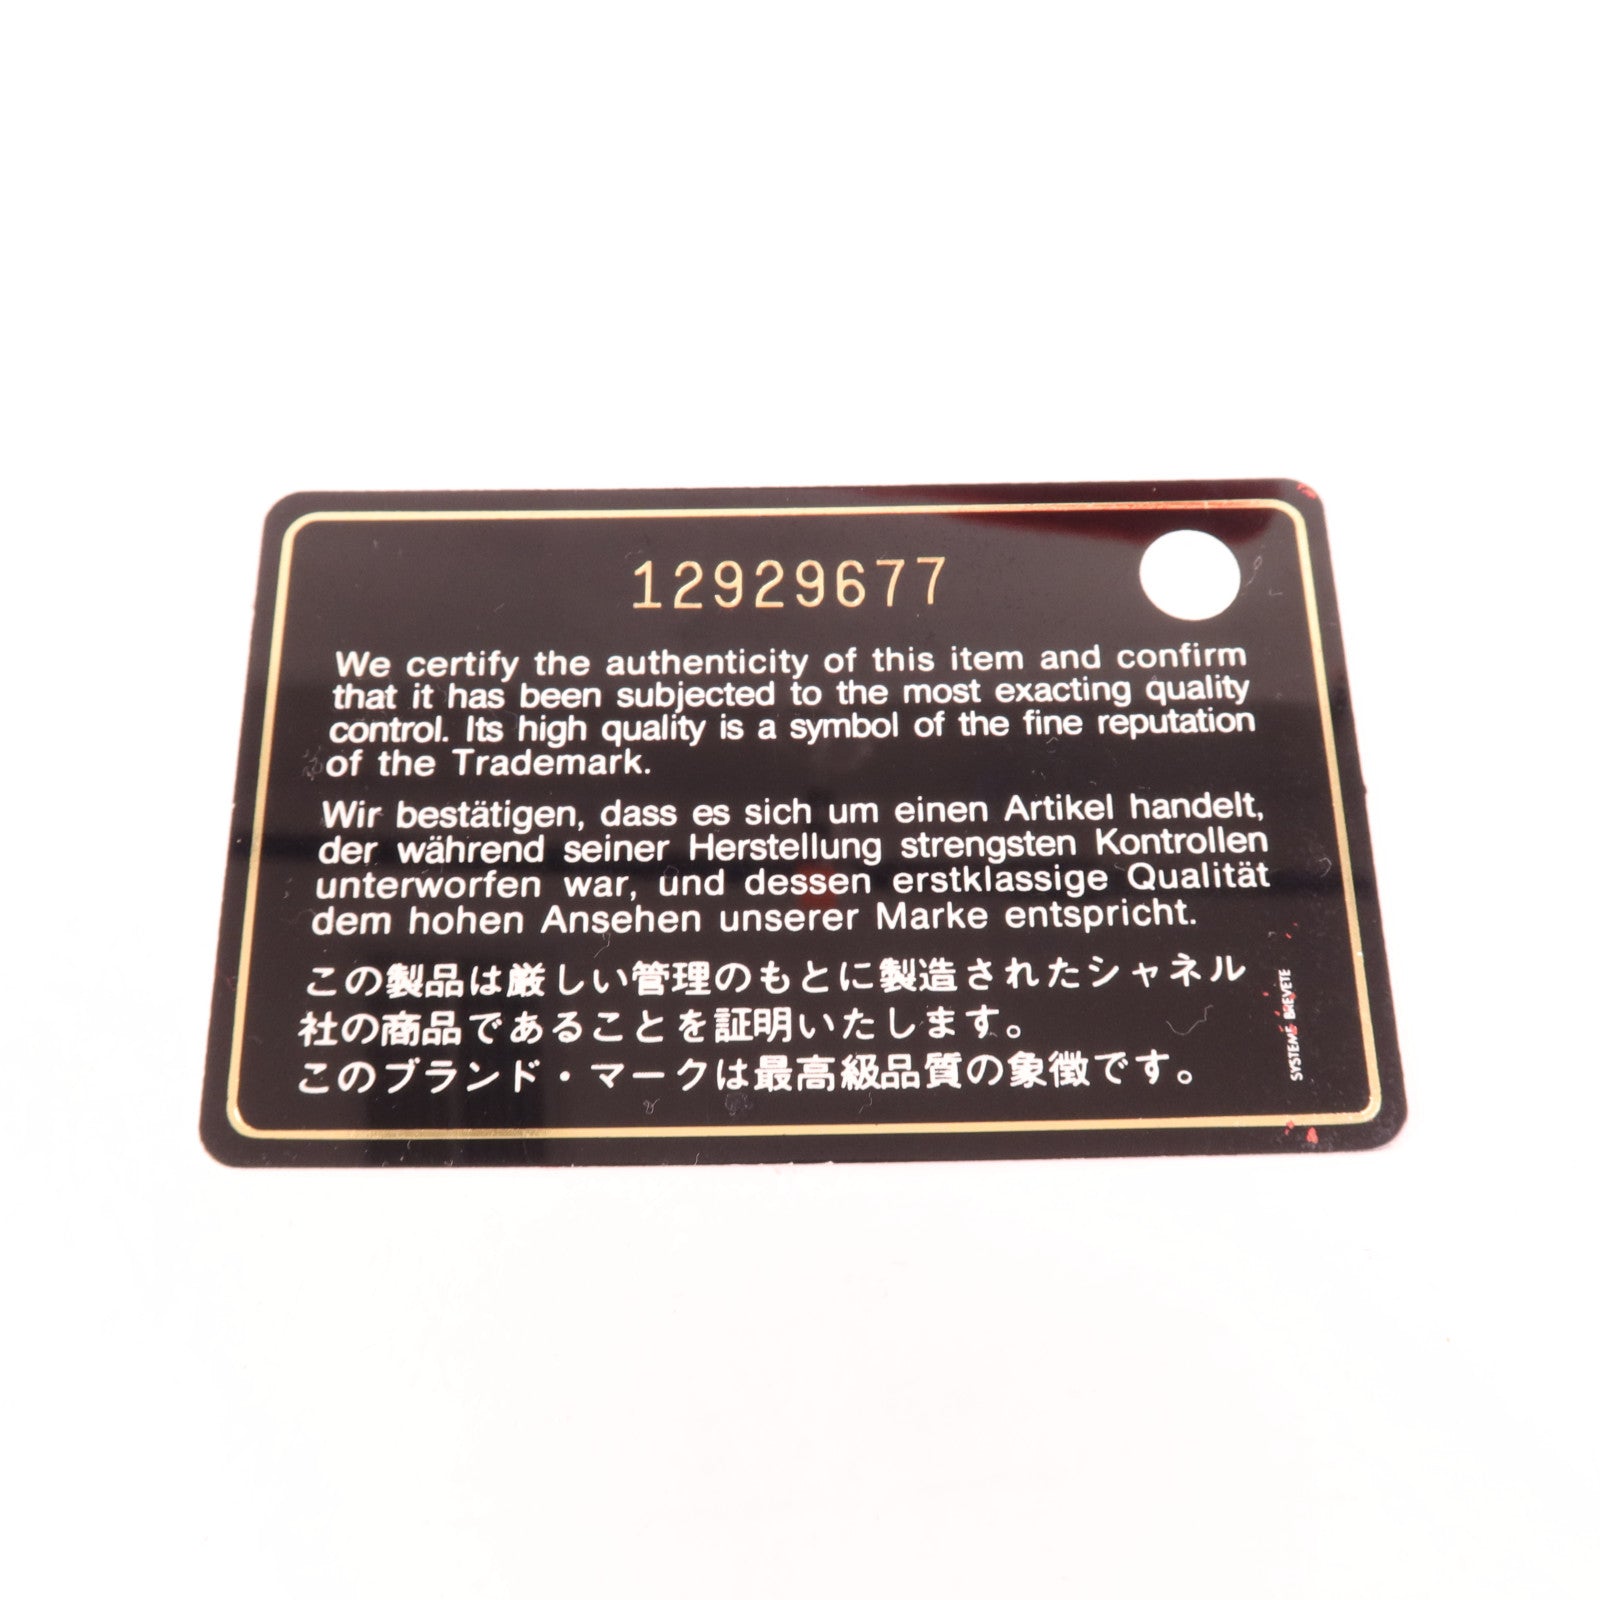 12929677
We certify the authenticity of this item and confirm
that it has been subjected to the most exacting quality
control. Its high quality is a symbol of the fine reputation
of the Trademark.
Wir bestätigen, dass es sich um einen Artikel handelt,
der während seiner Herstellung strengsten Kontrollen
unterworfen war, und dessen erstklassige Qualität
dem hohen Ansehen unserer Marke entspricht.
この製品は厳しい管理のもとに製造されたシャネル
社の商品であることを証明いたします。
このブランド・マークは最高級品質の象徴です。
SYSTEME BREVETE